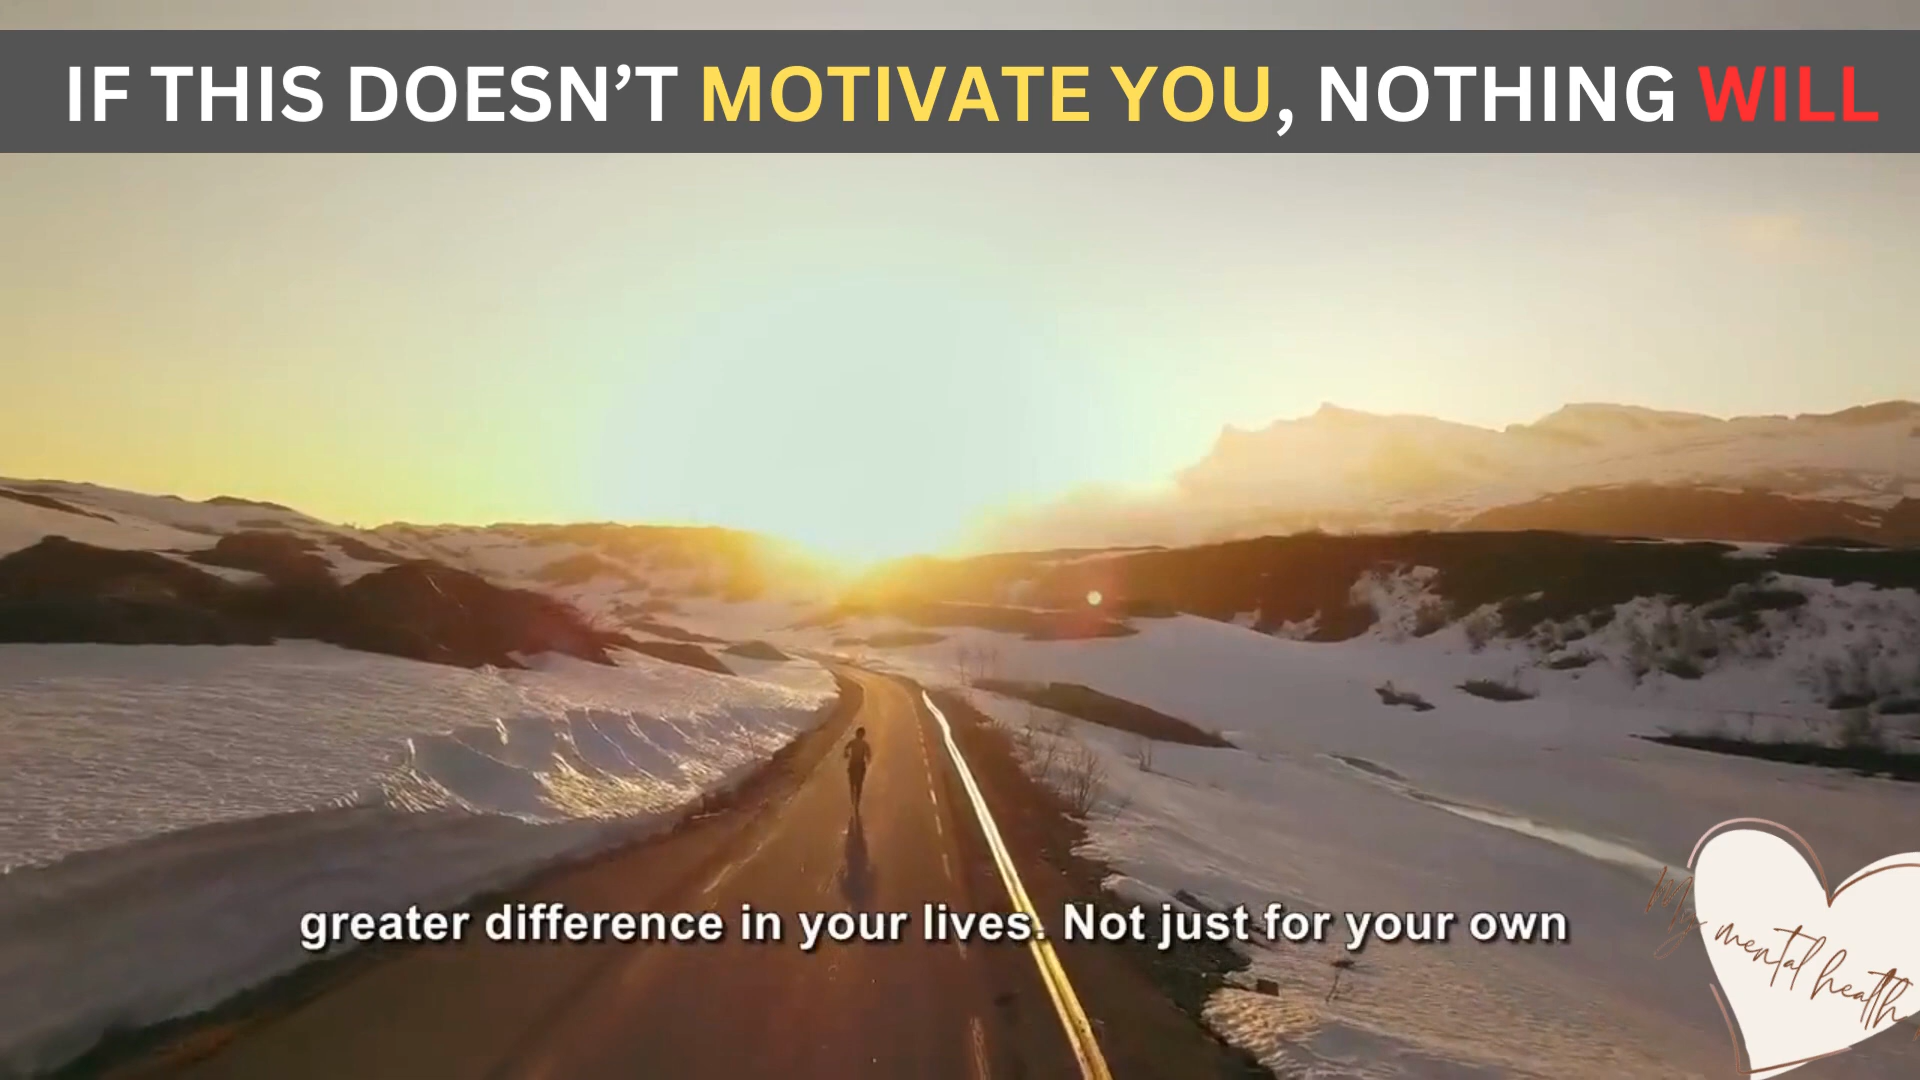 IF THIS DOESN’T MOTIVATE YOU, NOTHING WILL
greater difference in your lives. Not just for your own
My mental health